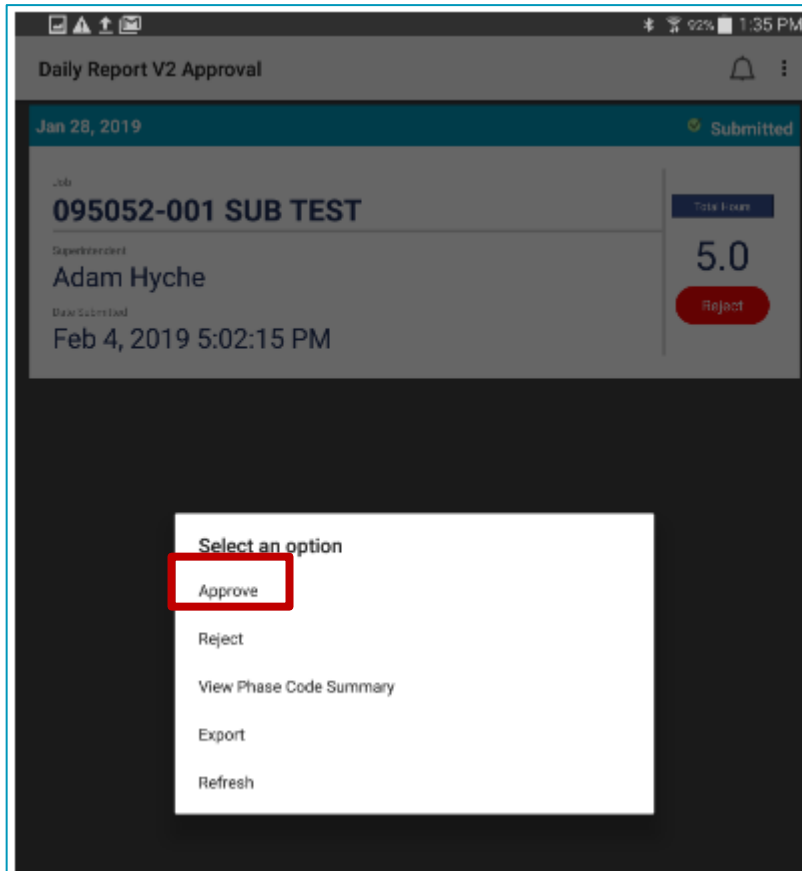 92% 1:35 PM
Daily Report V2 Approval
Jan 28, 2019 Submitted
Job
095052-001 SUB TEST
Total Hours
Superintendent
Adam Hyche
5.0
Date Submitted
Reject
Feb 4, 2019 5:02:15 PM
Select an option
Approve
Reject
View Phase Code Summary
Export
Refresh